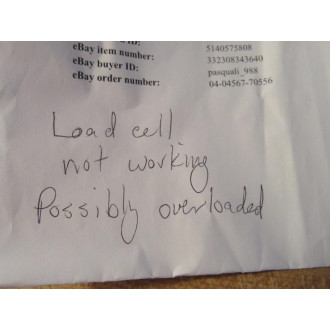 ID:
5140575808
eBay item number:
332308343640
eBay buyer ID:
pasquali_988
eBay order number:
04-04567-70556
Load cell
not working
Possibly overloaded